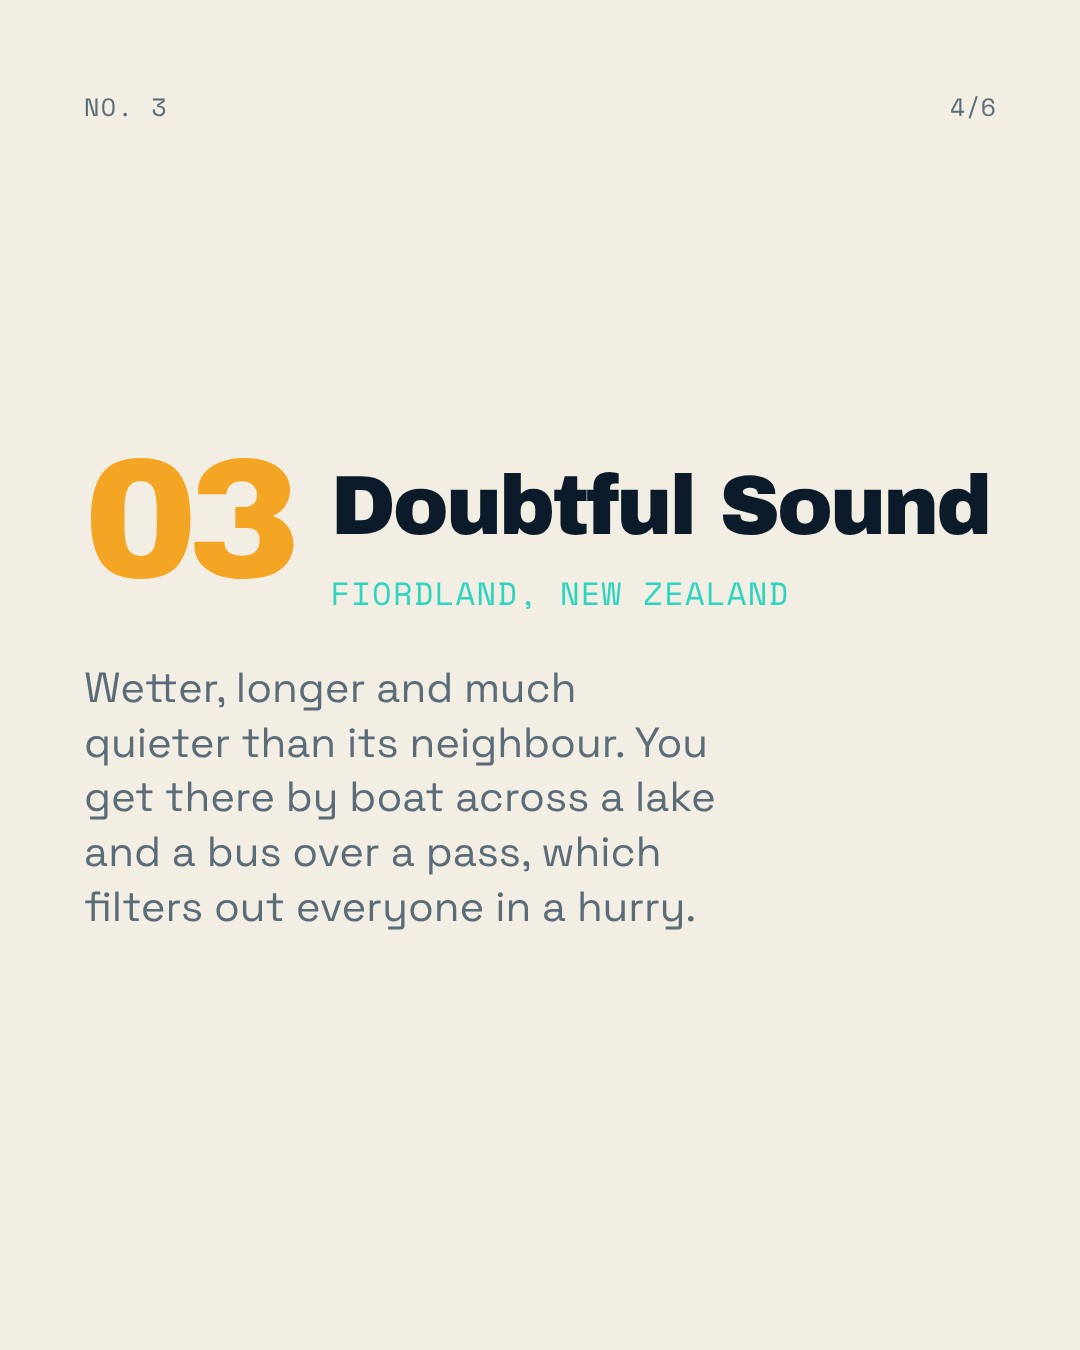 NO. 3
4/6
03
Doubtful Sound
FIORDLAND, NEW ZEALAND
Wetter, longer and much
quieter than its neighbour. You
get there by boat across a lake
and a bus over a pass, which
filters out everyone in a hurry.